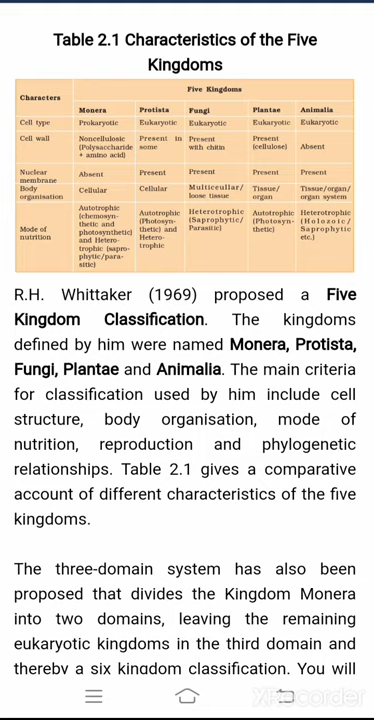 Table 2.1 Characteristics of the Five
Kingdoms
Characters
Five Kingdoms
Monera Protista Fungi Plantae Animalia
Cell type Prokaryotic Eukaryotic Eukaryotic Eukaryotic Eukaryotic
Cell wall Noncellulosic (Polysaccharide + amino acid) Present in some Present with chitin Present (cellulose) Absent
Nuclear membrane Absent Present Present Present Present
Body organisation Cellular Cellular Multiceullar/ loose tissue Tissue/ organ Tissue/organ/ organ system
Mode of nutrition Autotrophic (chemosyn- thetic and photosynthetic) and Hetero- trophic (sapro- phytic/para- sitic) Autotrophic (Photosyn- thetic) and Hetero- trophic Heterotrophic (Saprophytic/ Parasitic) Autotrophic (Photosyn- thetic) Heterotrophic (Holozoic/ Saprophytic etc.)
R.H. Whittaker (1969) proposed a Five
Kingdom Classification. The kingdoms
defined by him were named Monera, Protista,
Fungi, Plantae and Animalia. The main criteria
for classification used by him include cell
structure, body organisation, mode of
nutrition, reproduction and phylogenetic
relationships. Table 2.1 gives a comparative
account of different characteristics of the five
kingdoms.
The three-domain system has also been
proposed that divides the Kingdom Monera
into two domains, leaving the remaining
eukaryotic kingdoms in the third domain and
thereby a six kingdom classification. You will
XRecorder